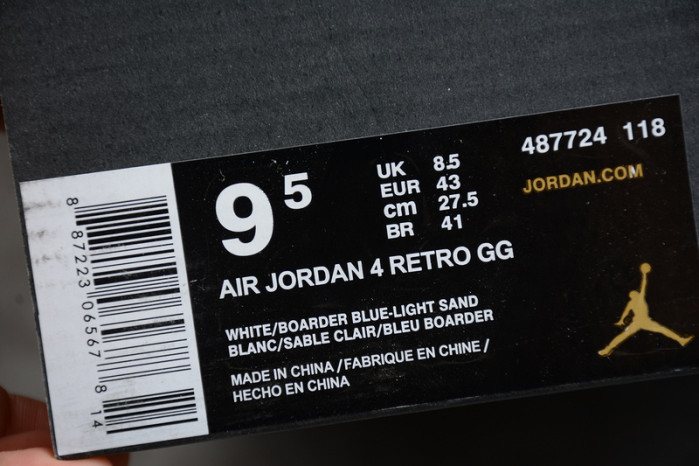 487724 118
JORDAN.COM
9 5
UK 8.5
EUR 43
cm 27.5
BR 41
AIR JORDAN 4 RETRO GG
WHITE/BOARDER BLUE-LIGHT SAND
BLANC/SABLE CLAIR/BLEU BOARDER
MADE IN CHINA /FABRIQUE EN CHINE /
HECHO EN CHINA
8 87223 06567 8 14